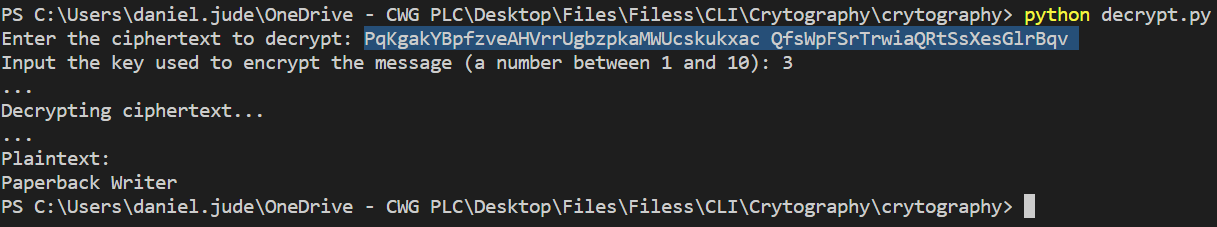 PS C:\Users\daniel.jude\OneDrive - CWG PLC\Desktop\Files\Filess\CLI\Crytography\crytography> python decrypt.py
Enter the ciphertext to decrypt: PqKgakYBpfzveAHVrrUgbzpkaMWUcskukxac QfsWpFSrTrwiaQRtSsXesGlrBqv
Input the key used to encrypt the message (a number between 1 and 10): 3
...
Decrypting ciphertext...
...
Plaintext:
Paperback Writer
PS C:\Users\daniel.jude\OneDrive - CWG PLC\Desktop\Files\Filess\CLI\Crytography\crytography>